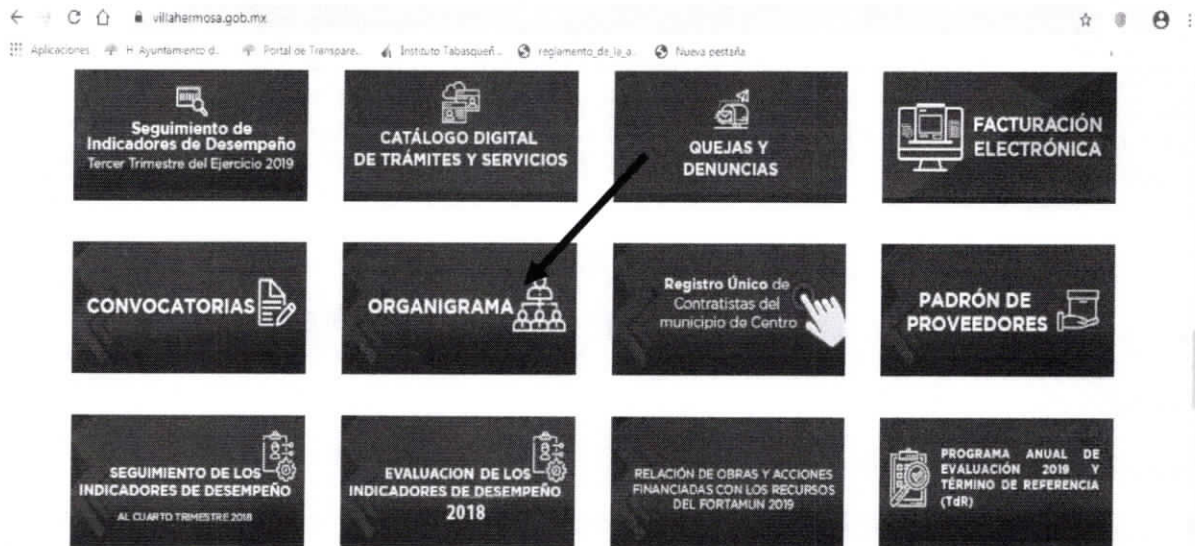 villahermosa.gob.mx
Aplicaciones H. Ayuntamiento d... Portal de Transpare... Instituto Tabasqueñ... reglamento_de_la_a... Nueva pestaña
Seguimiento de
Indicadores de Desempeño
Tercer Trimestre del Ejercicio 2019
CATÁLOGO DIGITAL
DE TRÁMITES Y SERVICIOS
QUEJAS Y
DENUNCIAS
FACTURACIÓN
ELECTRÓNICA
CONVOCATORIAS
ORGANIGRAMA
Registro Único de
Contratistas del
municipio de Centro
PADRÓN DE
PROVEEDORES
SEGUIMIENTO DE LOS
INDICADORES DE DESEMPEÑO
AL CUARTO TRIMESTRE 2018
EVALUACION DE LOS
INDICADORES DE DESEMPEÑO
2018
RELACIÓN DE OBRAS Y ACCIONES
FINANCIADAS CON LOS RECURSOS
DEL FORTAMUN 2019
PROGRAMA ANUAL DE
EVALUACIÓN 2019 Y
TÉRMINO DE REFERENCIA
(TdR)